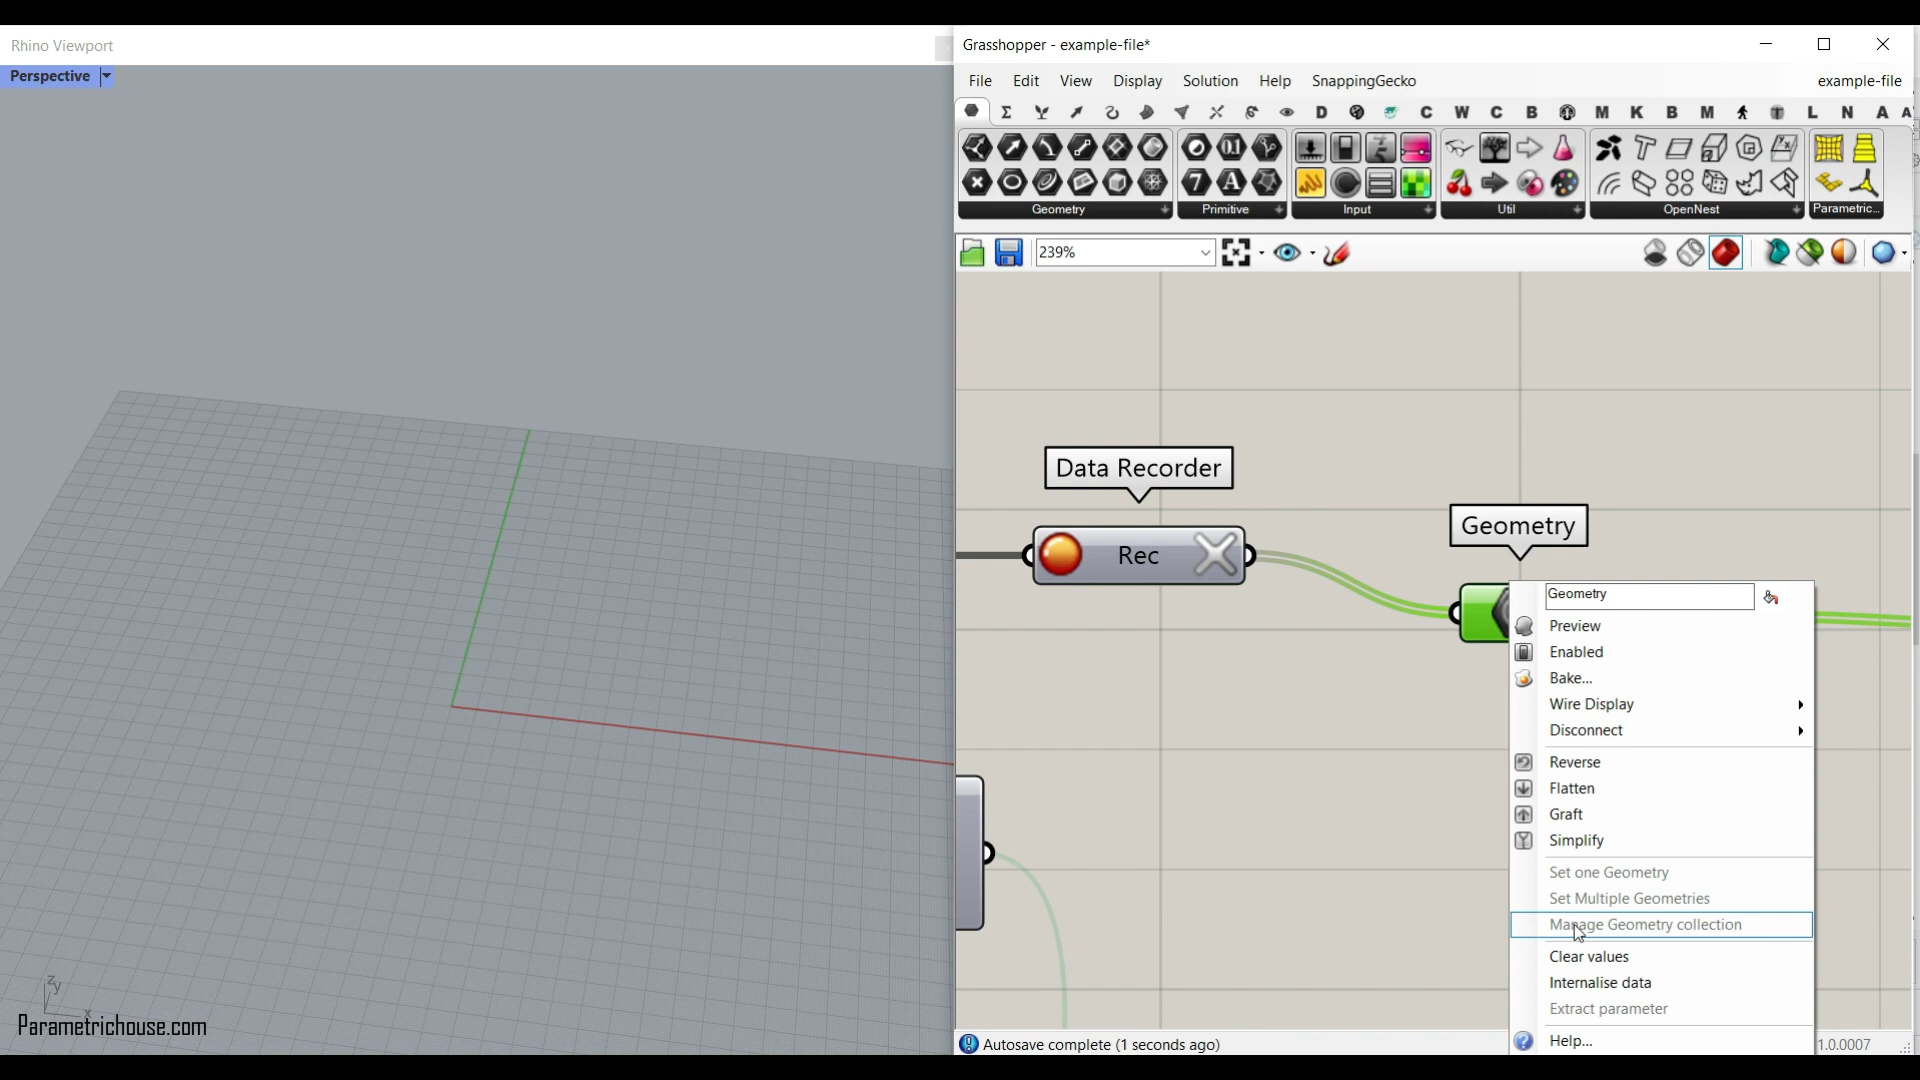 Rhino Viewport
Perspective
Grasshopper - example-file*
File Edit View Display Solution Help SnappingGecko example-file
Σ D C W C B M K B M L N A A
Geometry Primitive Input Util OpenNest Parametric...
239%
Data Recorder
Rec
Geometry
Geometry
Preview
Enabled
Bake...
Wire Display
Disconnect
Reverse
Flatten
Graft
Simplify
Set one Geometry
Set Multiple Geometries
Manage Geometry collection
Clear values
Internalise data
Extract parameter
Help...
z y x
Parametrichouse.com
Autosave complete (1 seconds ago)
1.0.0007